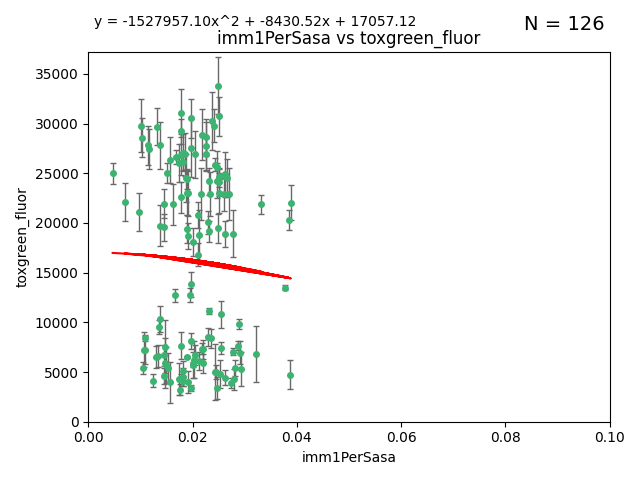 y = -1527957.10x^2 + -8430.52x + 17057.12
N = 126
imm1PerSasa vs toxgreen_fluor
toxgreen_fluor
35000
30000
25000
20000
15000
10000
5000
0
0.00
0.02
0.04
0.06
0.08
0.10
imm1PerSasa